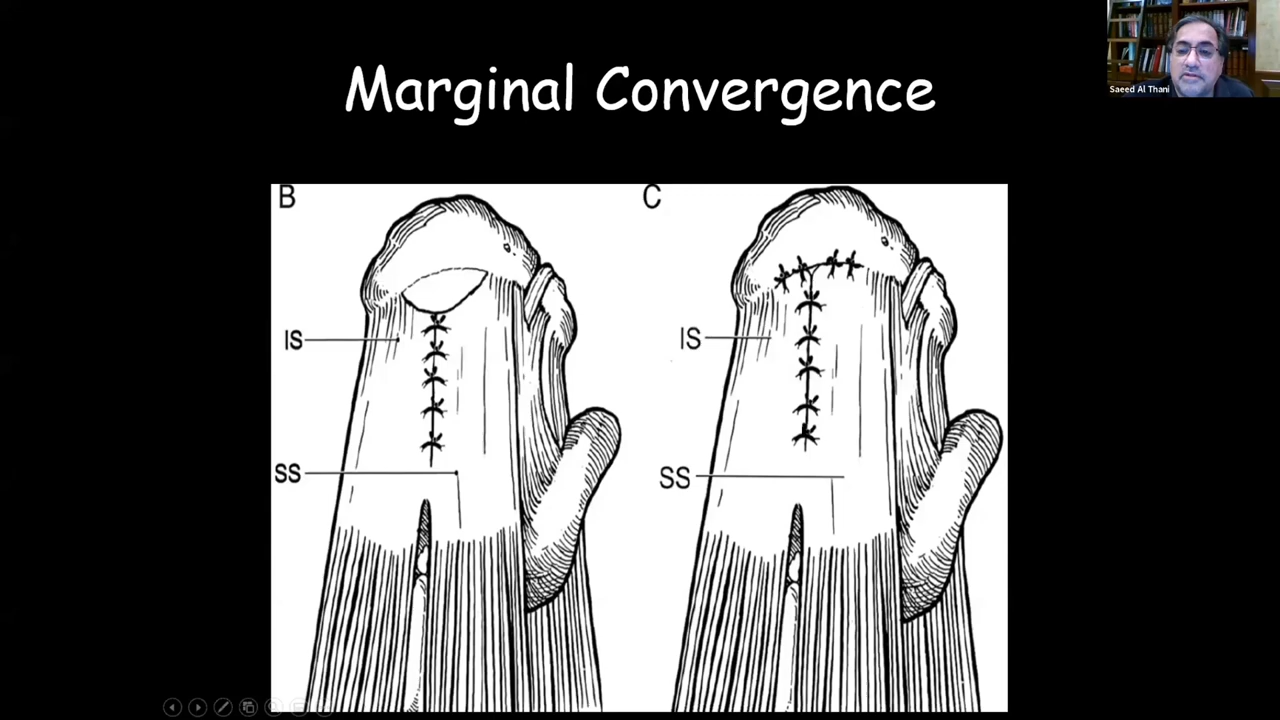 Saeed Al Thani
Marginal Convergence
B
C
IS
IS
SS
SS